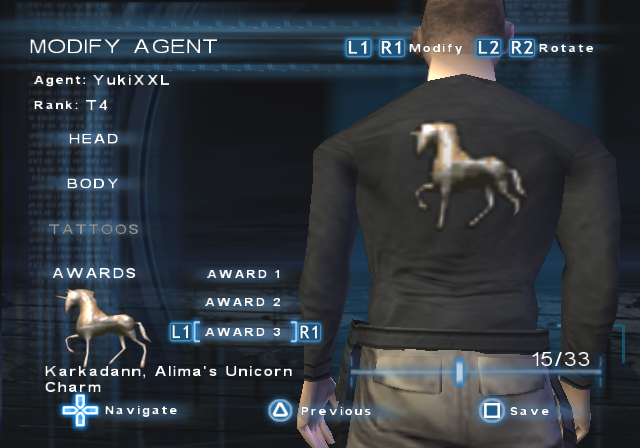 MODIFY AGENT
L1 R1 Modify L2 R2 Rotate
Agent: YukiXXL
Rank: T4
HEAD
BODY
TATTOOS
AWARDS
AWARD 1
AWARD 2
L1 [ AWARD 3 ] R1
15/33
Karkadann, Alima's Unicorn
Charm
Navigate
Previous
Save